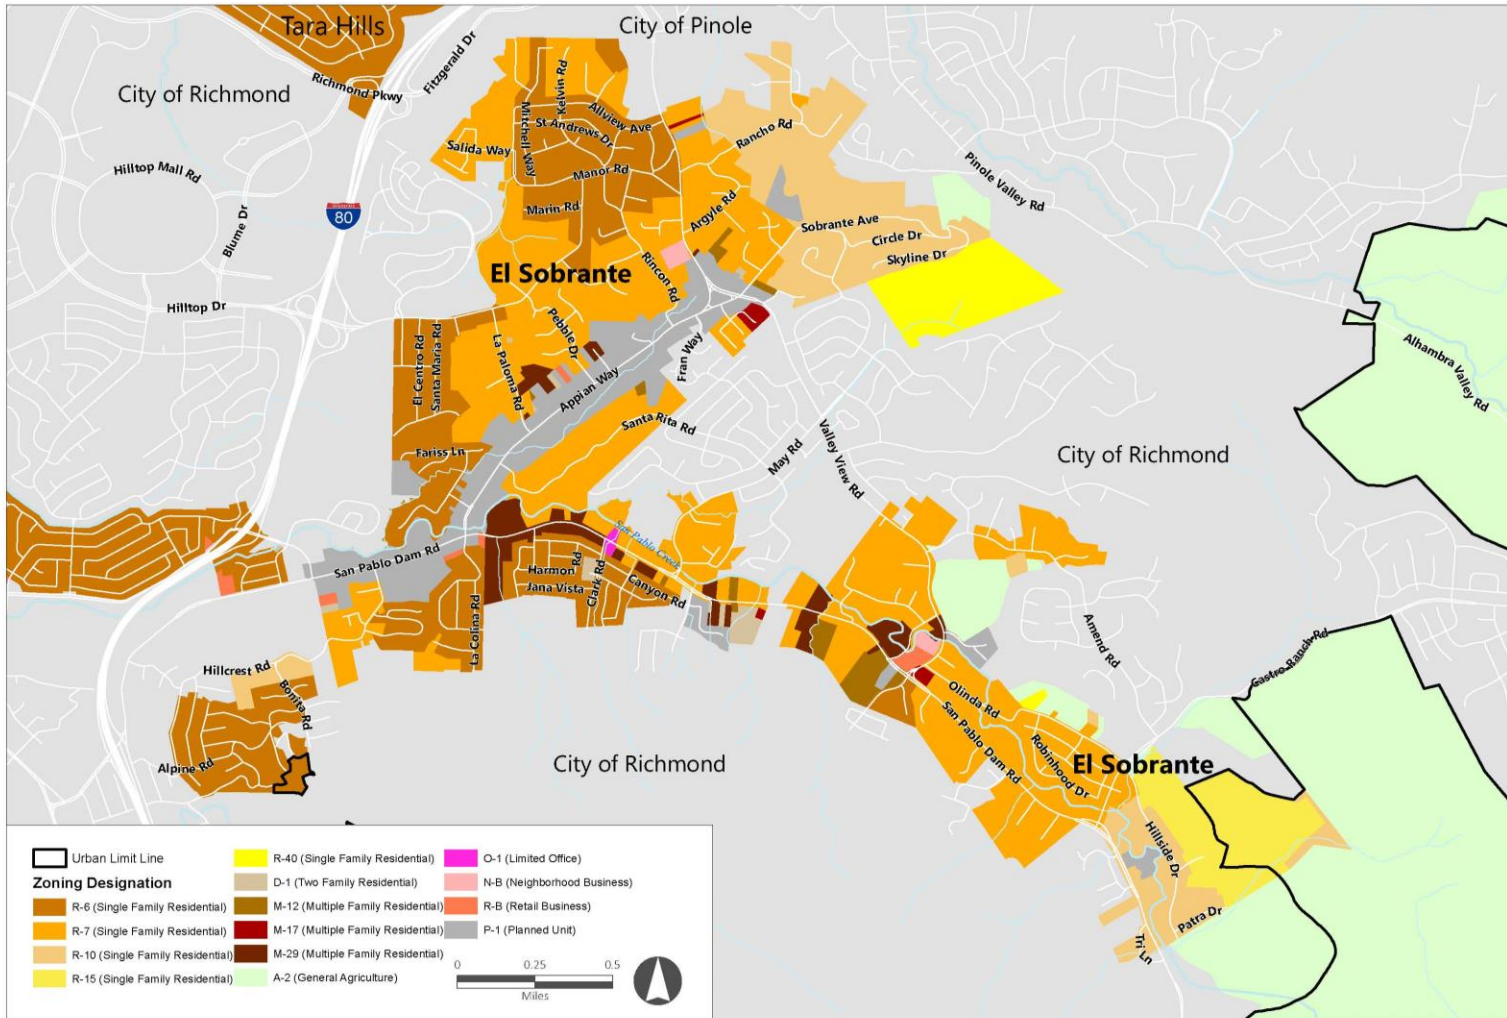 Tara Hills
City of Pinole
City of Richmond
Richmond Pkwy
Fitzgerald Dr
Kelvin Rd
Mitchell Way
Allview Ave
St Andrews Dr
Salida Way
Manor Rd
Marin Rd
Rancho Rd
Pinole Valley Rd
Hilltop Mall Rd
Blume Dr
INTERSTATE
80
Argyle Rd
Sobrante Ave
Circle Dr
Skyline Dr
El Sobrante
Rincon Rd
Hilltop Dr
Pebble Dr
El Centro Rd
Santa Maria Rd
La Paloma Rd
Appian Way
Fran Way
Alhambra Valley Rd
Santa Rita Rd
May Rd
Valley View Rd
City of Richmond
Fariss Ln
San Pablo Creek
San Pablo Dam Rd
Harmon Rd
Jana Vista
Clark Rd
Canyon Rd
La Colina Rd
Amend Rd
Castro Ranch Rd
Hillcrest Rd
Bonita Rd
Alpine Rd
Olinda Rd
San Pablo Dam Rd
Robinhood Dr
El Sobrante
City of Richmond
Hillside Dr
Patra Dr
Tri Ln
Urban Limit Line
Zoning Designation
R-6 (Single Family Residential)
R-7 (Single Family Residential)
R-10 (Single Family Residential)
R-15 (Single Family Residential)
R-40 (Single Family Residential)
D-1 (Two Family Residential)
M-12 (Multiple Family Residential)
M-17 (Multiple Family Residential)
M-29 (Multiple Family Residential)
A-2 (General Agriculture)
O-1 (Limited Office)
N-B (Neighborhood Business)
R-B (Retail Business)
P-1 (Planned Unit)
0 0.25 0.5
Miles